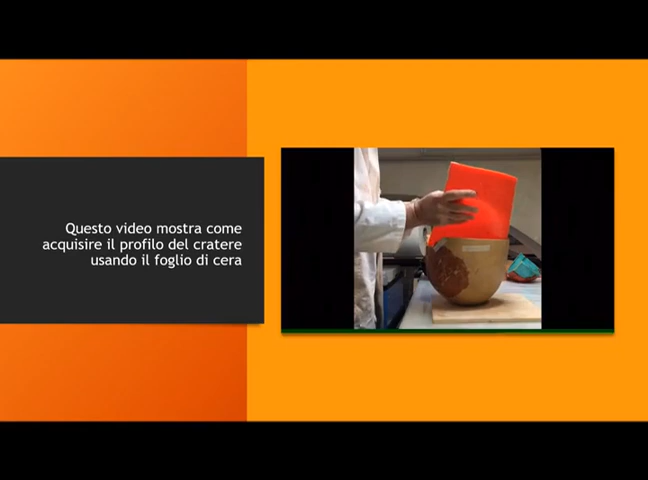 Questo video mostra come
acquisire il profilo del cratere
usando il foglio di cera